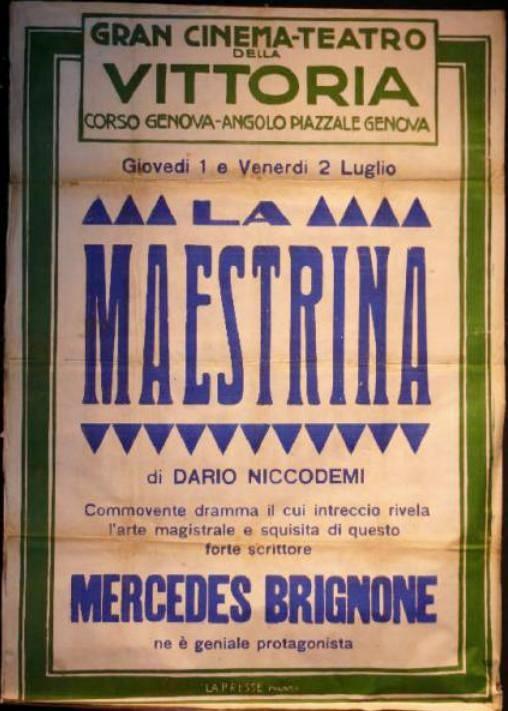 GRAN CINEMA-TEATRO
DELLA
VITTORIA
CORSO GENOVA-ANGOLO PIAZZALE GENOVA
Giovedì 1 e Venerdì 2 Luglio
LA
MAESTRINA
di DARIO NICCODEMI
Commovente dramma il cui intreccio rivela
l'arte magistrale e squisita di questo
forte scrittore
MERCEDES BRIGNONE
ne è geniale protagonista
LA PRESSE